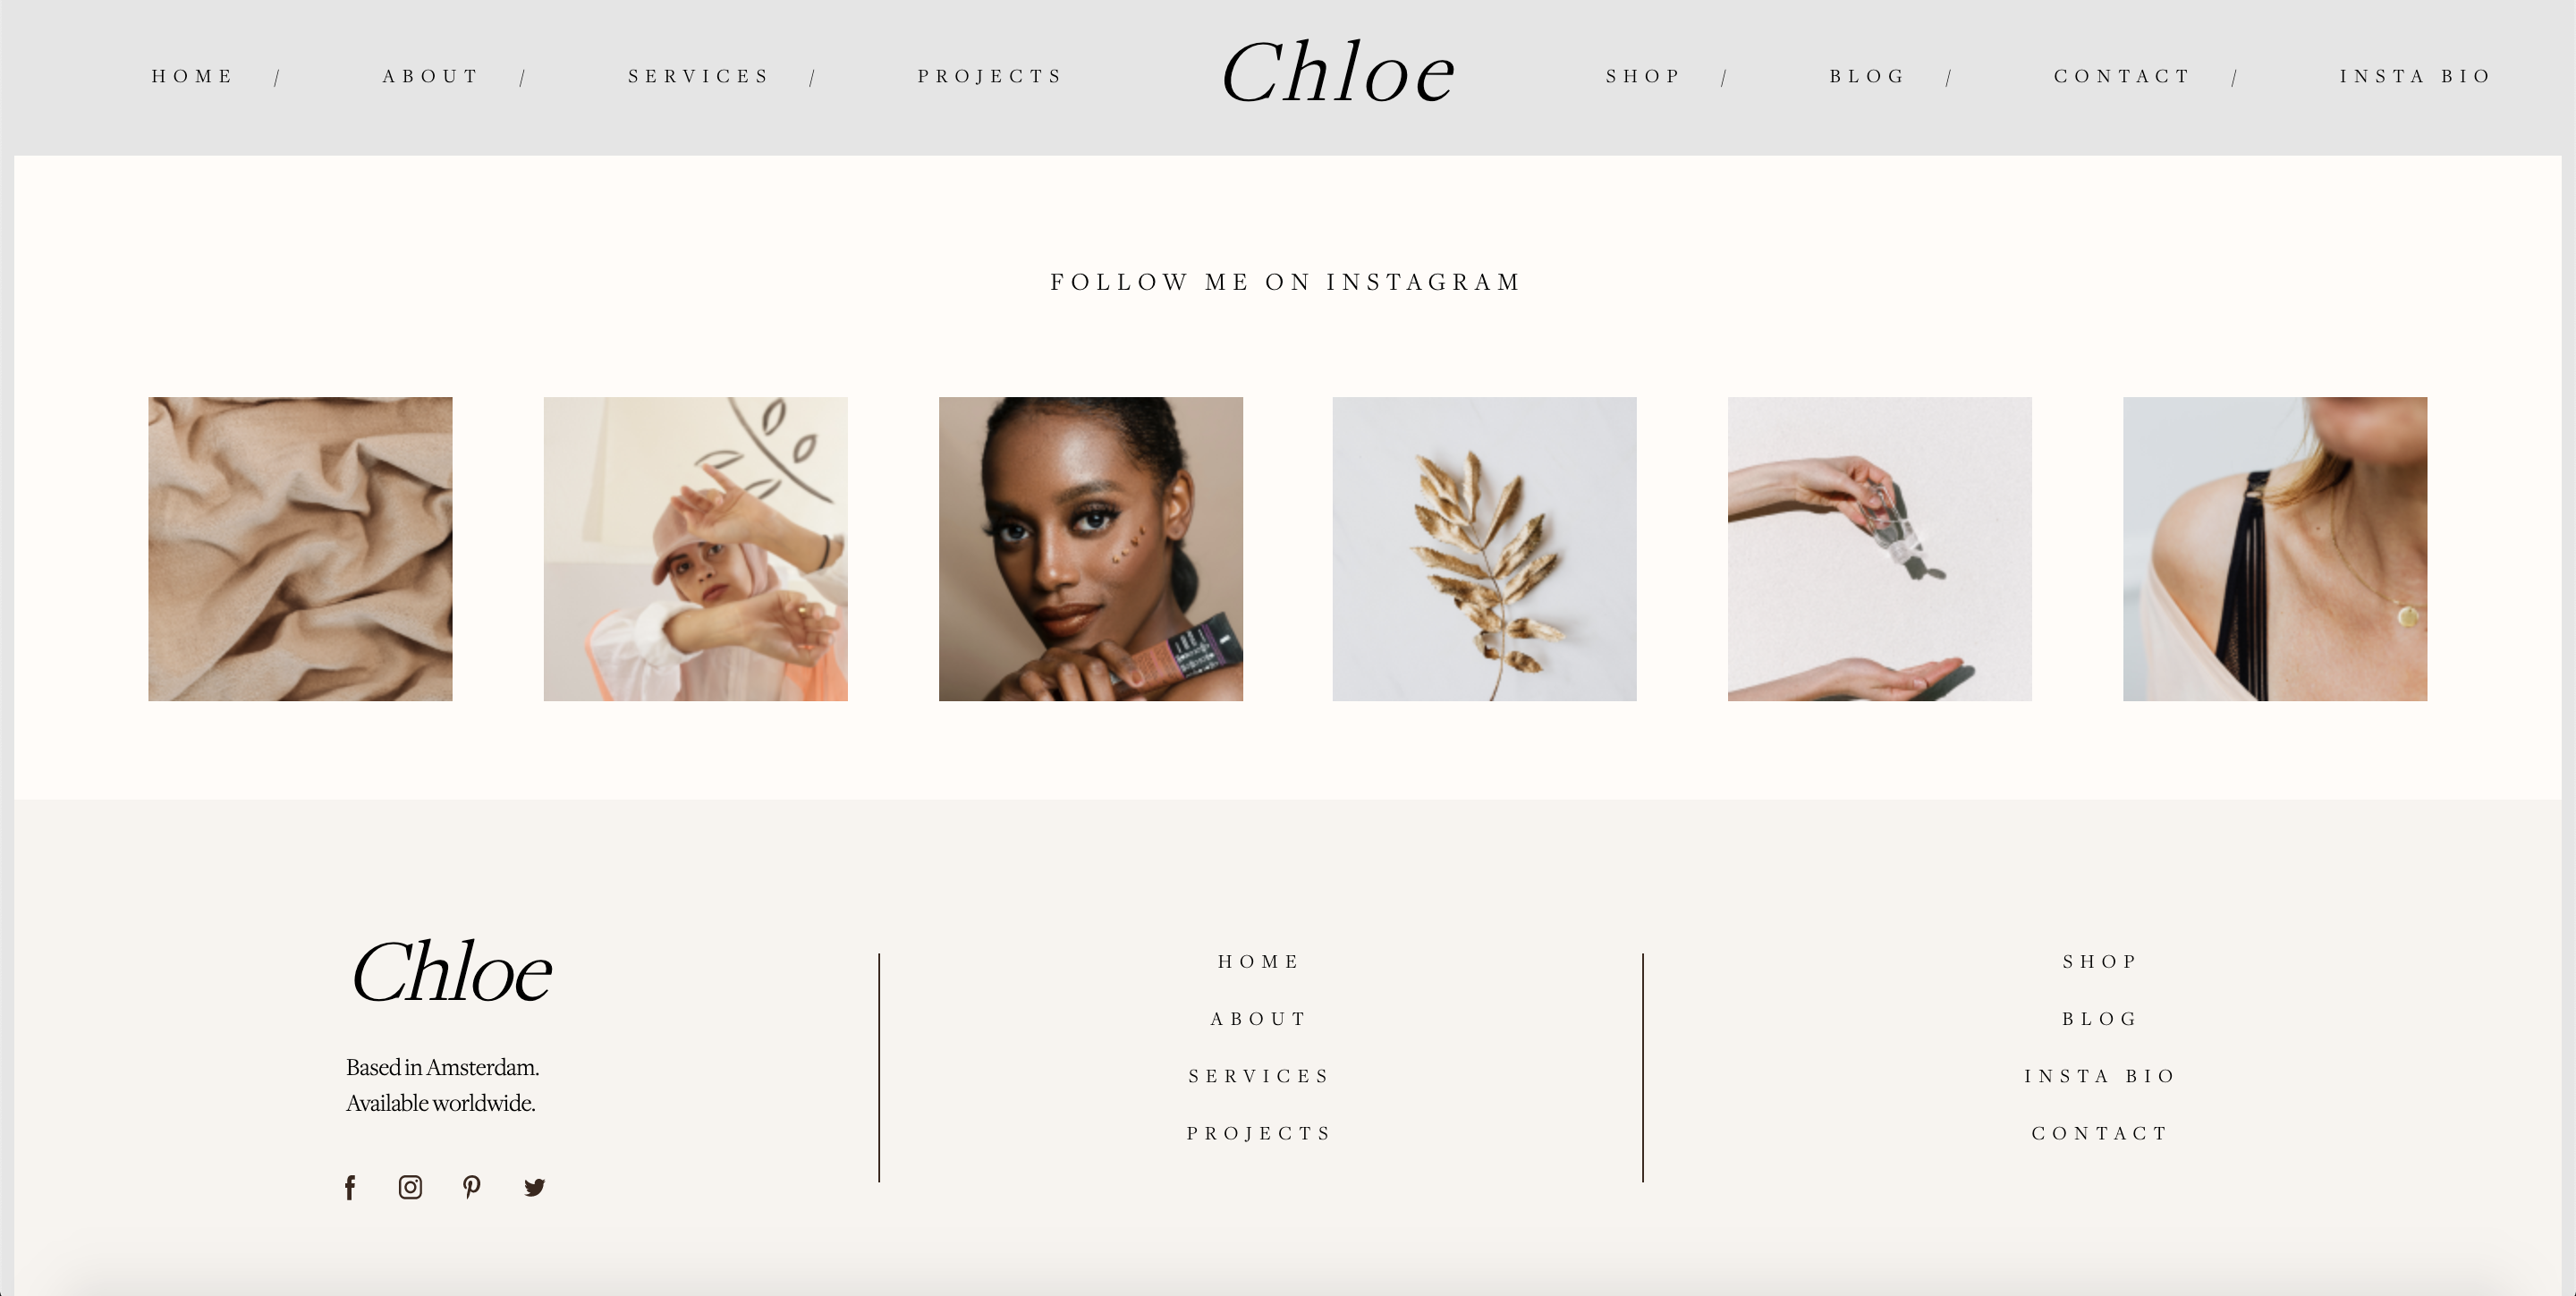 HOME / ABOUT / SERVICES / PROJECTS Chloe SHOP / BLOG / CONTACT / INSTA BIO
FOLLOW ME ON INSTAGRAM
Chloe
Based in Amsterdam.
Available worldwide.
HOME
ABOUT
SERVICES
PROJECTS
SHOP
BLOG
INSTA BIO
CONTACT